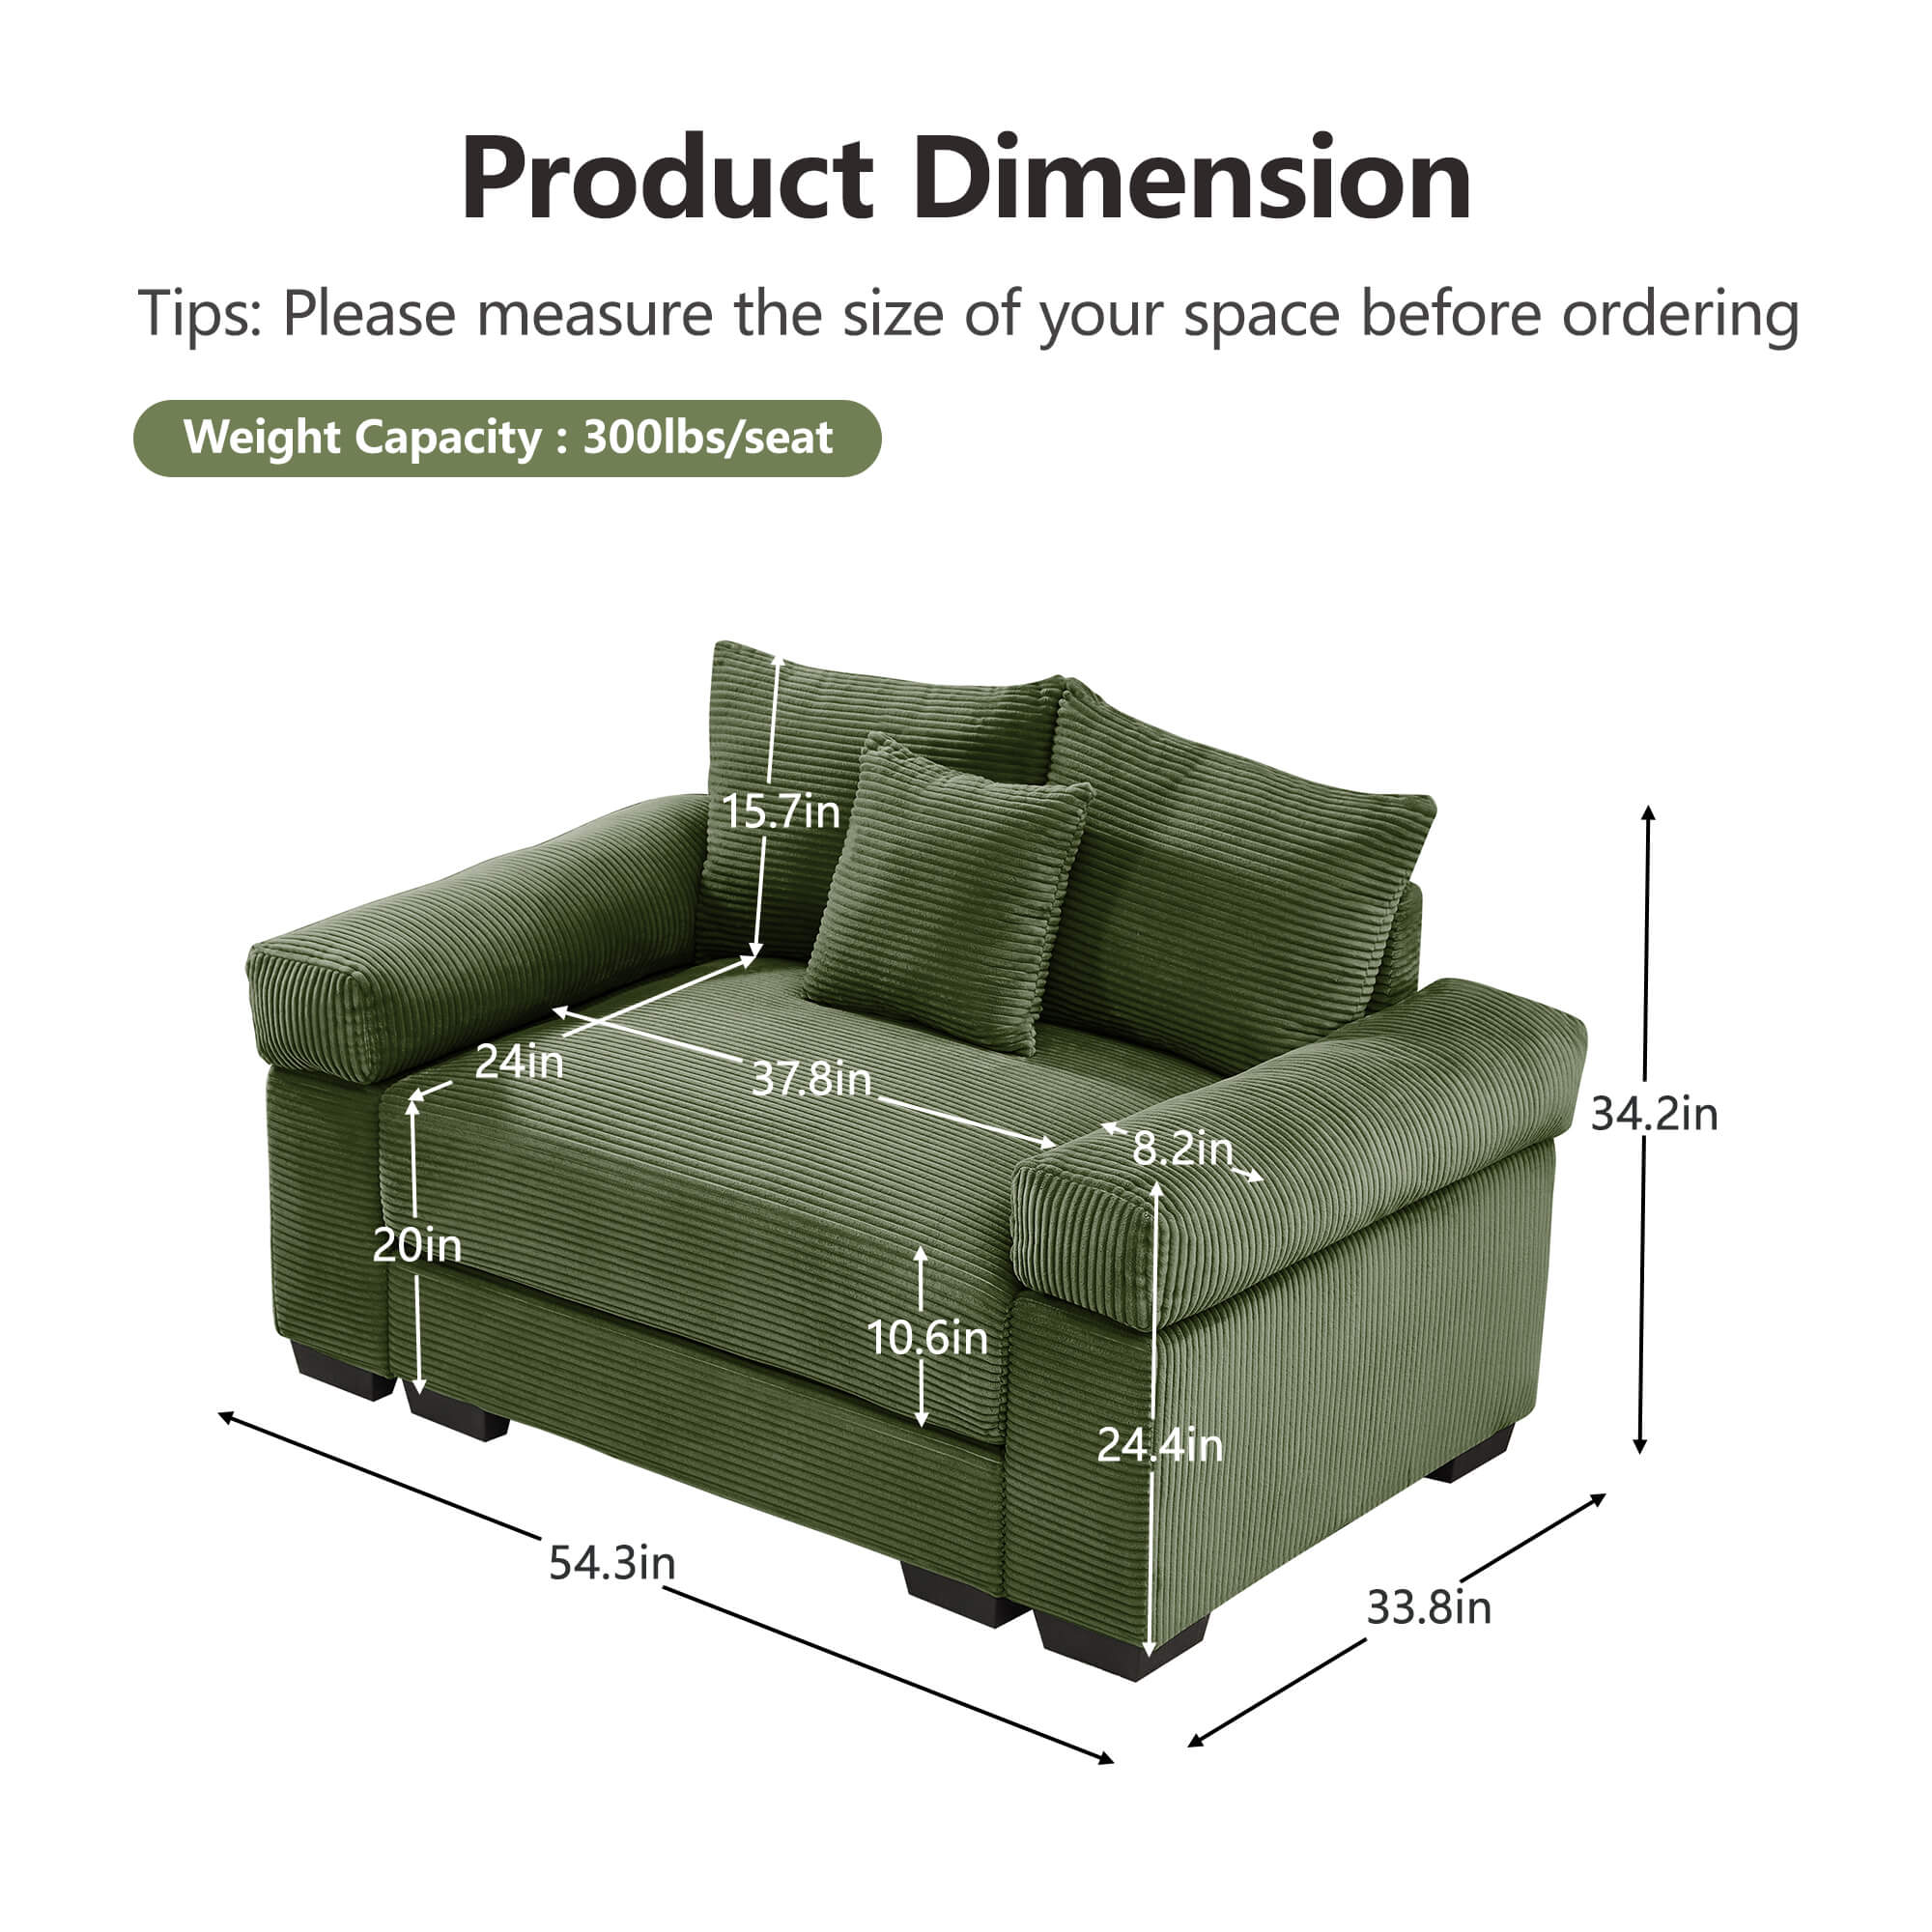 Product Dimension
Tips: Please measure the size of your space before ordering
Weight Capacity : 300lbs/seat
15.7in
24in
37.8in
8.2in
34.2in
20in
10.6in
24.4in
54.3in
33.8in